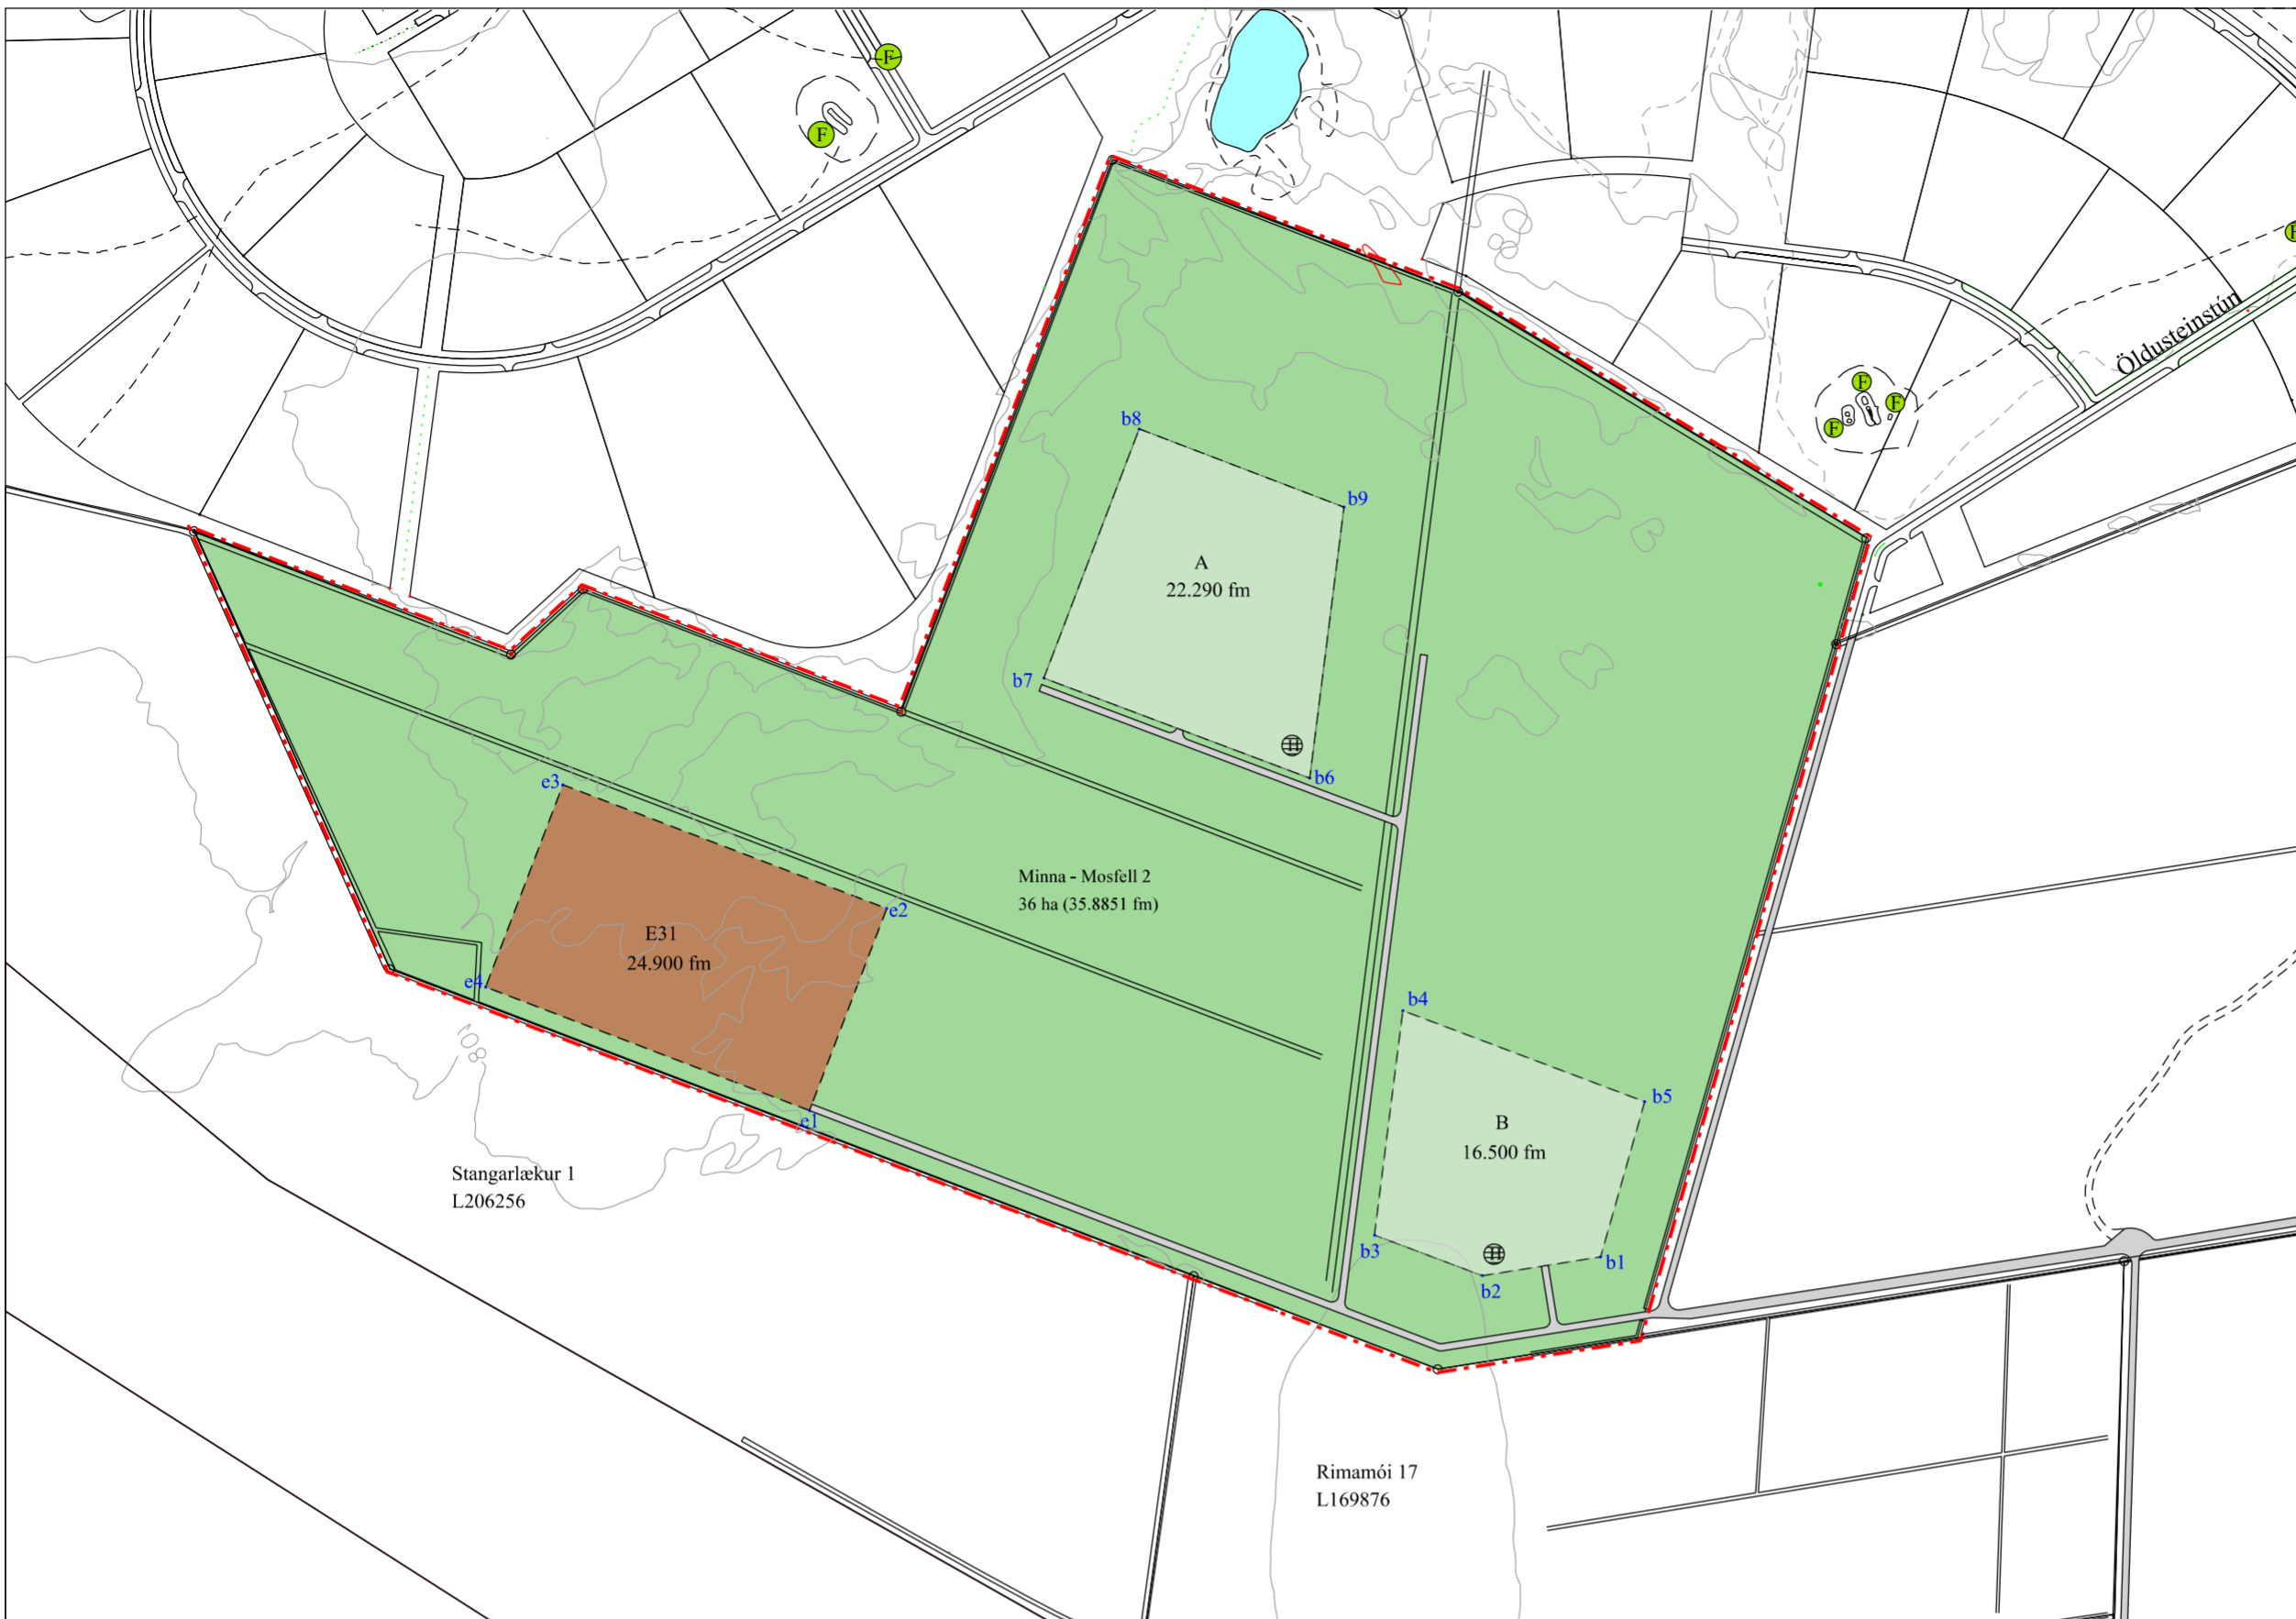 F
F
F
Öldusteinstún
F
F
F
b8
b9
A
22.290 fm
b7
b6
e3
Minna - Mosfell 2
36 ha (35.8851 fm)
e2
E31
24.900 fm
e4
b4
b5
e1
B
16.500 fm
Stangarlækur 1
L206256
b3
b1
b2
Rimamói 17
L169876